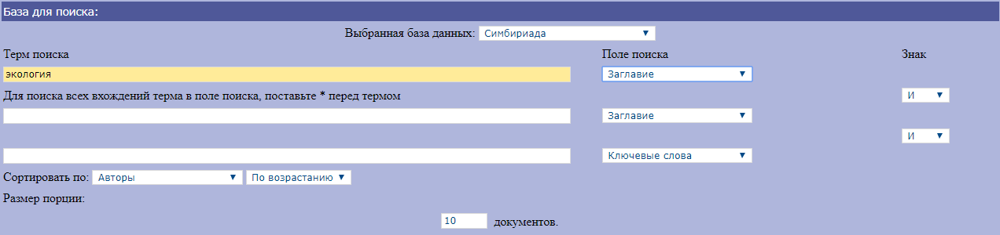 База для поиска:
Выбранная база данных: Симбириада
Терм поиска Поле поиска Знак
экология Заглавие
Для поиска всех вхождений терма в поле поиска, поставьте * перед термом И
Заглавие
И
Ключевые слова
Сортировать по: Авторы По возрастанию
Размер порции:
10 документов.